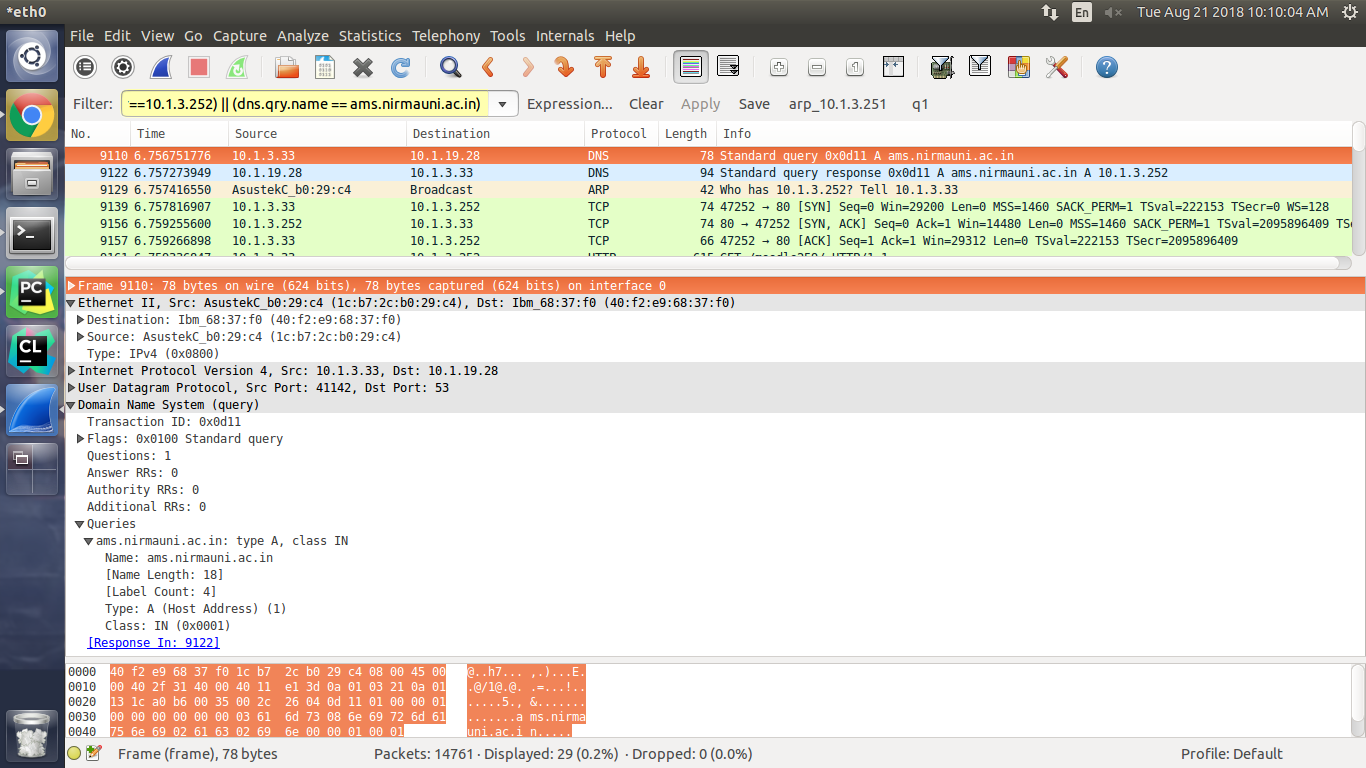 *eth0
En
Tue Aug 21 2018 10:10:04 AM
File Edit View Go Capture Analyze Statistics Telephony Tools Internals Help
Filter: ==10.1.3.252) || (dns.qry.name == ams.nirmauni.ac.in) Expression... Clear Apply Save arp_10.1.3.251 q1
No. Time Source Destination Protocol Length Info
9110 6.756751776 10.1.3.33 10.1.19.28 DNS 78 Standard query 0x0d11 A ams.nirmauni.ac.in
9122 6.757273949 10.1.19.28 10.1.3.33 DNS 94 Standard query response 0x0d11 A ams.nirmauni.ac.in A 10.1.3.252
9129 6.757416550 AsustekC_b0:29:c4 Broadcast ARP 42 Who has 10.1.3.252? Tell 10.1.3.33
9139 6.757816907 10.1.3.33 10.1.3.252 TCP 74 47252 → 80 [SYN] Seq=0 Win=29200 Len=0 MSS=1460 SACK_PERM=1 TSval=222153 TSecr=0 WS=128
9156 6.759255600 10.1.3.252 10.1.3.33 TCP 74 80 → 47252 [SYN, ACK] Seq=0 Ack=1 Win=14480 Len=0 MSS=1460 SACK_PERM=1 TSval=2095896409 TSe
9157 6.759266898 10.1.3.33 10.1.3.252 TCP 66 47252 → 80 [ACK] Seq=1 Ack=1 Win=29312 Len=0 TSval=222153 TSecr=2095896409
Frame 9110: 78 bytes on wire (624 bits), 78 bytes captured (624 bits) on interface 0
Ethernet II, Src: AsustekC_b0:29:c4 (1c:b7:2c:b0:29:c4), Dst: Ibm_68:37:f0 (40:f2:e9:68:37:f0)
Destination: Ibm_68:37:f0 (40:f2:e9:68:37:f0)
Source: AsustekC_b0:29:c4 (1c:b7:2c:b0:29:c4)
Type: IPv4 (0x0800)
Internet Protocol Version 4, Src: 10.1.3.33, Dst: 10.1.19.28
User Datagram Protocol, Src Port: 41142, Dst Port: 53
Domain Name System (query)
Transaction ID: 0x0d11
Flags: 0x0100 Standard query
Questions: 1
Answer RRs: 0
Authority RRs: 0
Additional RRs: 0
Queries
ams.nirmauni.ac.in: type A, class IN
Name: ams.nirmauni.ac.in
[Name Length: 18]
[Label Count: 4]
Type: A (Host Address) (1)
Class: IN (0x0001)
[Response In: 9122]
0000 40 f2 e9 68 37 f0 1c b7 2c b0 29 c4 08 00 45 00 @..h7... ,.)...E.
0010 00 40 2f 31 40 00 40 11 e1 3d 0a 01 03 21 0a 01 .@/1@.@. .=...!..
0020 13 1c a0 b6 00 35 00 2c 26 04 0d 11 01 00 00 01 .....5., &.......
0030 00 00 00 00 00 00 03 61 6d 73 08 6e 69 72 6d 61 .......a ms.nirma
0040 75 6e 69 02 61 63 02 69 6e 00 00 01 00 01 uni.ac.i n.....
Frame (frame), 78 bytes Packets: 14761 · Displayed: 29 (0.2%) · Dropped: 0 (0.0%) Profile: Default
PC
CL